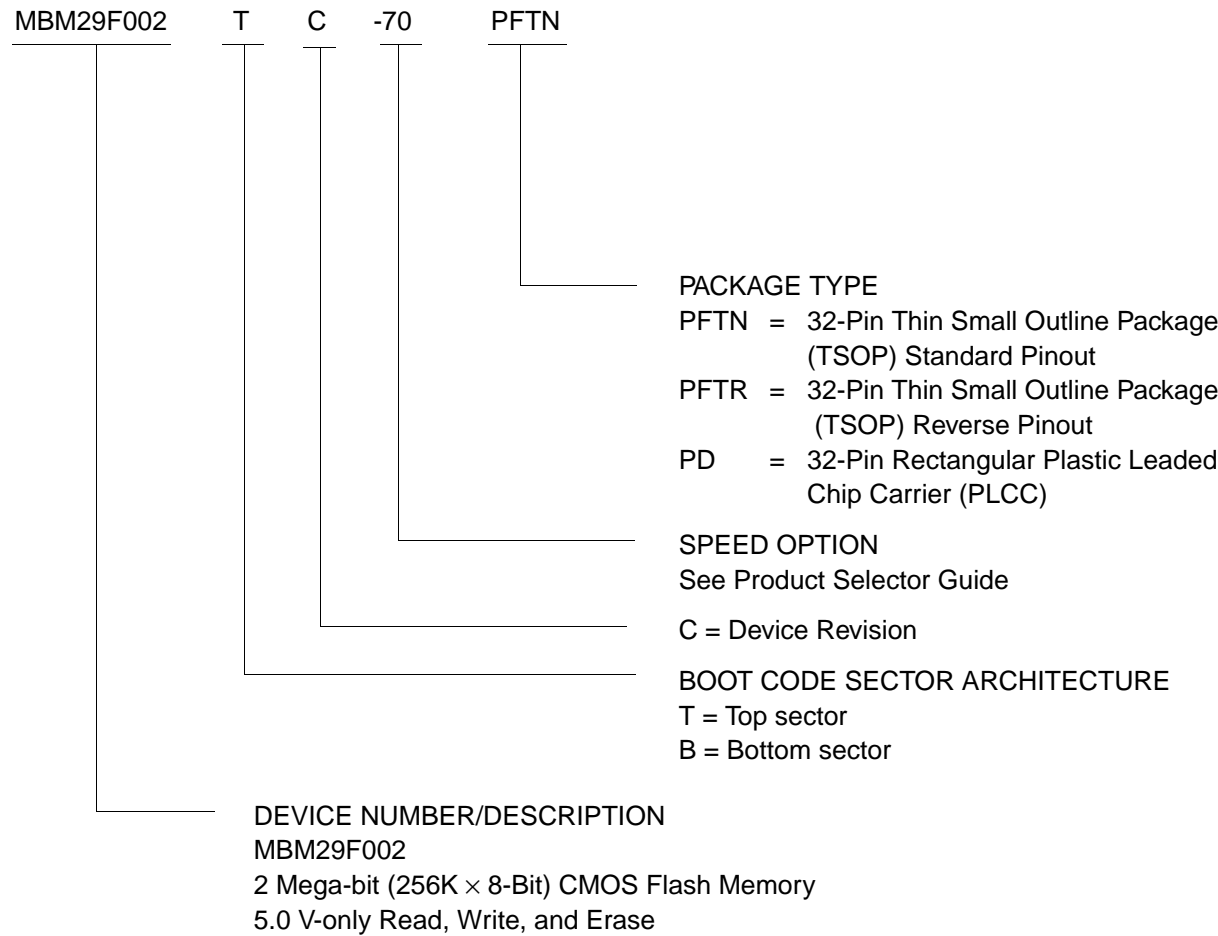 MBM29F002 T C -70 PFTN
PACKAGE TYPE
PFTN = 32-Pin Thin Small Outline Package
(TSOP) Standard Pinout
PFTR = 32-Pin Thin Small Outline Package
(TSOP) Reverse Pinout
PD = 32-Pin Rectangular Plastic Leaded
Chip Carrier (PLCC)
SPEED OPTION
See Product Selector Guide
C = Device Revision
BOOT CODE SECTOR ARCHITECTURE
T = Top sector
B = Bottom sector
DEVICE NUMBER/DESCRIPTION
MBM29F002
2 Mega-bit (256K × 8-Bit) CMOS Flash Memory
5.0 V-only Read, Write, and Erase